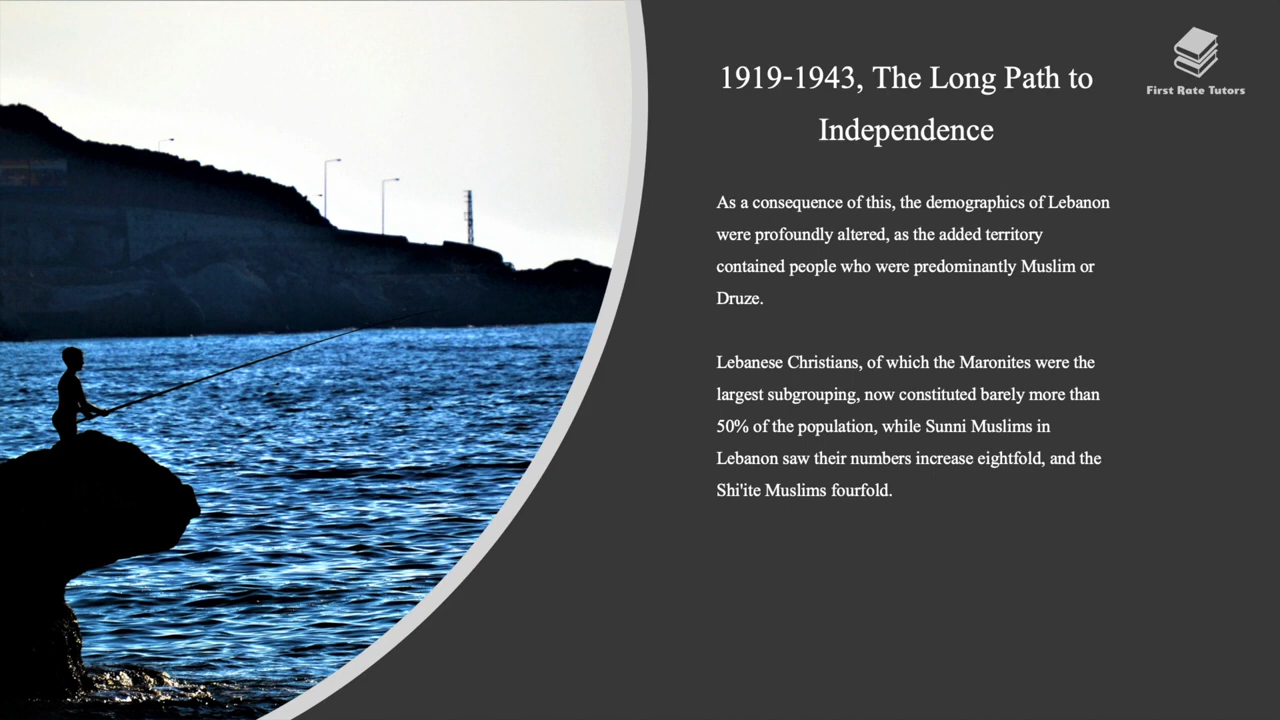 1919-1943, The Long Path to
Independence
First Rate Tutors
As a consequence of this, the demographics of Lebanon
were profoundly altered, as the added territory
contained people who were predominantly Muslim or
Druze.
Lebanese Christians, of which the Maronites were the
largest subgrouping, now constituted barely more than
50% of the population, while Sunni Muslims in
Lebanon saw their numbers increase eightfold, and the
Shi'ite Muslims fourfold.